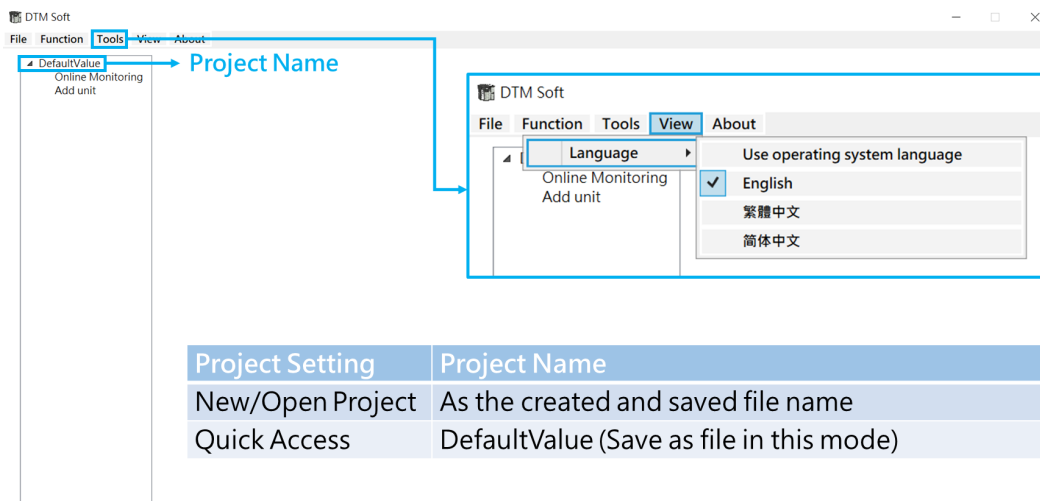 DTM Soft
File Function Tools View About
DefaultValue
Online Monitoring
Add unit
Project Name
DTM Soft
File Function Tools View About
Language
Online Monitoring
Add unit
Use operating system language
English
繁體中文
简体中文
Project Setting Project Name
New/Open Project As the created and saved file name
Quick Access DefaultValue (Save as file in this mode)